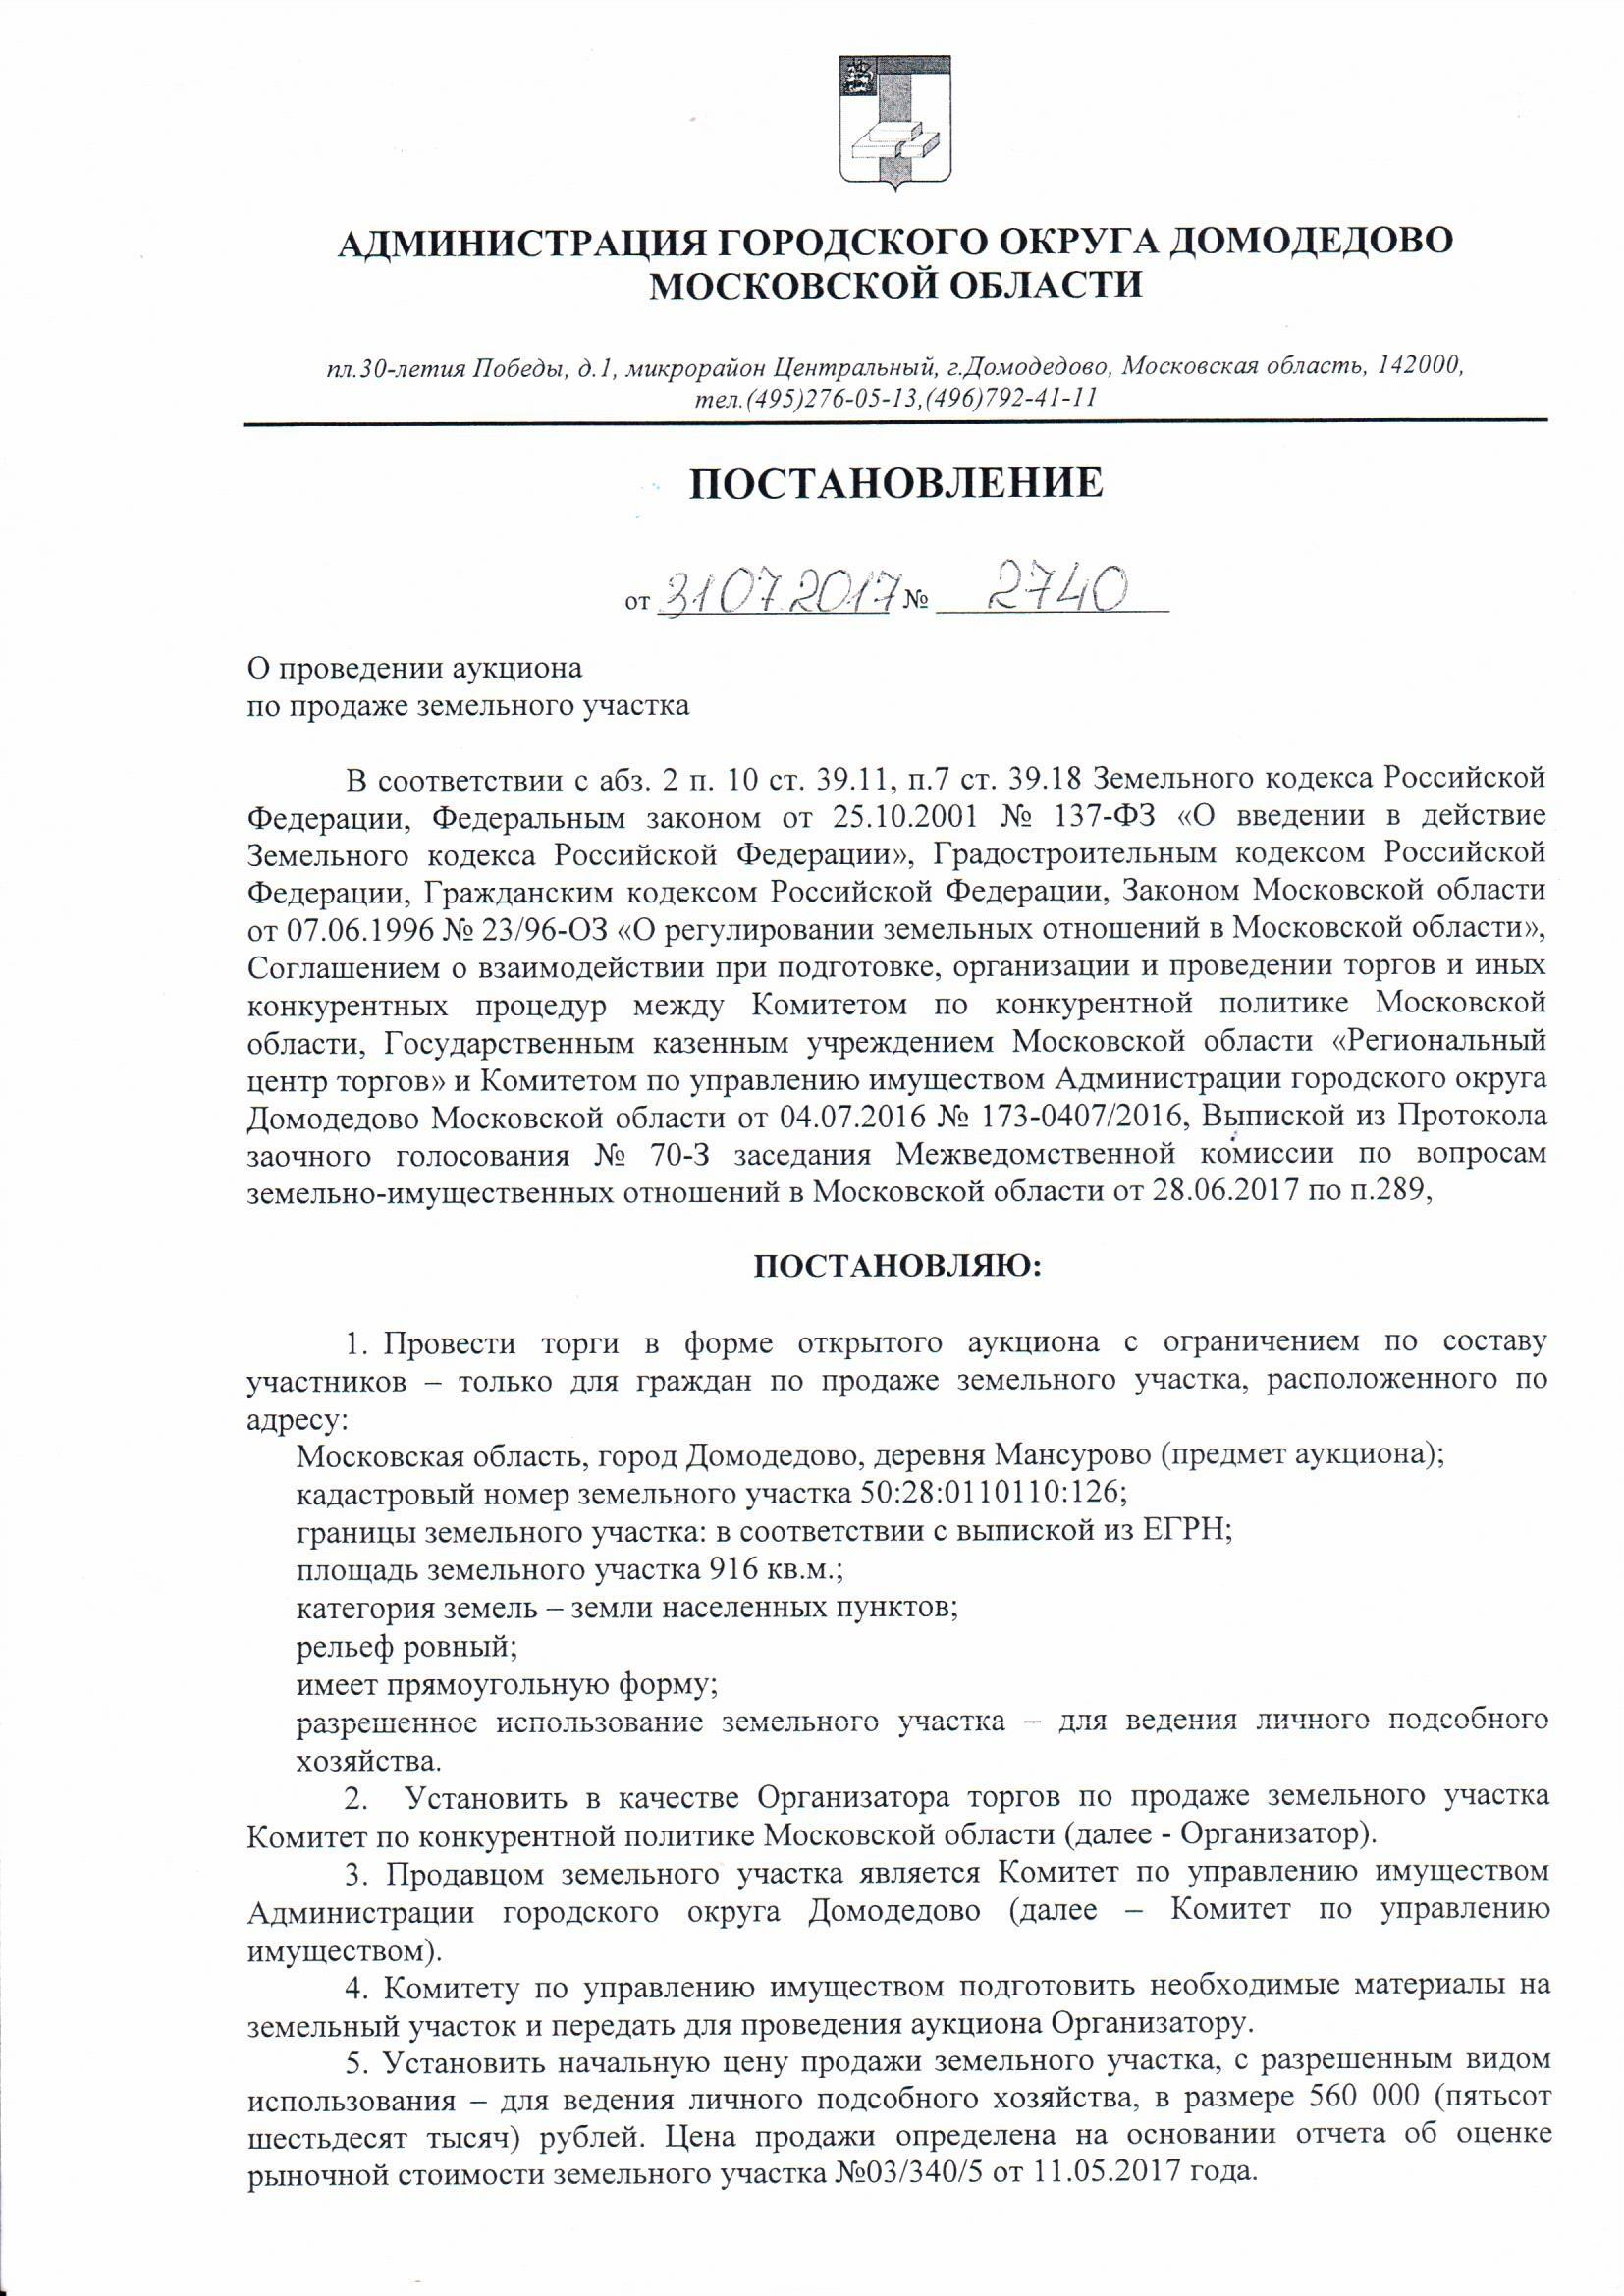 АДМИНИСТРАЦИЯ ГОРОДСКОГО ОКРУГА ДОМОДЕДОВО
МОСКОВСКОЙ ОБЛАСТИ
пл.30-летия Победы, д.1, микрорайон Центральный, г.Домодедово, Московская область, 142000,
тел.(495)276-05-13,(496)792-41-11
ПОСТАНОВЛЕНИЕ
от 31 07.2017 № 2740
О проведении аукциона
по продаже земельного участка
В соответствии с абз. 2 п. 10 ст. 39.11, п.7 ст. 39.18 Земельного кодекса Российской
Федерации, Федеральным законом от 25.10.2001 № 137-ФЗ «О введении в действие
Земельного кодекса Российской Федерации», Градостроительным кодексом Российской
Федерации, Гражданским кодексом Российской Федерации, Законом Московской области
от 07.06.1996 № 23/96-ОЗ «О регулировании земельных отношений в Московской области»,
Соглашением о взаимодействии при подготовке, организации и проведении торгов и иных
конкурентных процедур между Комитетом по конкурентной политике Московской
области, Государственным казенным учреждением Московской области «Региональный
центр торгов» и Комитетом по управлению имуществом Администрации городского округа
Домодедово Московской области от 04.07.2016 № 173-0407/2016, Выпиской из Протокола
заочного голосования № 70-З заседания Межведомственной комиссии по вопросам
земельно-имущественных отношений в Московской области от 28.06.2017 по п.289,
ПОСТАНОВЛЯЮ:
1. Провести торги в форме открытого аукциона с ограничением по составу
участников – только для граждан по продаже земельного участка, расположенного по
адресу:
Московская область, город Домодедово, деревня Мансурово (предмет аукциона);
кадастровый номер земельного участка 50:28:0110110:126;
границы земельного участка: в соответствии с выпиской из ЕГРН;
площадь земельного участка 916 кв.м.;
категория земель – земли населенных пунктов;
рельеф ровный;
имеет прямоугольную форму;
разрешенное использование земельного участка – для ведения личного подсобного
хозяйства.
2. Установить в качестве Организатора торгов по продаже земельного участка
Комитет по конкурентной политике Московской области (далее - Организатор).
3. Продавцом земельного участка является Комитет по управлению имуществом
Администрации городского округа Домодедово (далее – Комитет по управлению
имуществом).
4. Комитету по управлению имуществом подготовить необходимые материалы на
земельный участок и передать для проведения аукциона Организатору.
5. Установить начальную цену продажи земельного участка, с разрешенным видом
использования – для ведения личного подсобного хозяйства, в размере 560 000 (пятьсот
шестьдесят тысяч) рублей. Цена продажи определена на основании отчета об оценке
рыночной стоимости земельного участка №03/340/5 от 11.05.2017 года.